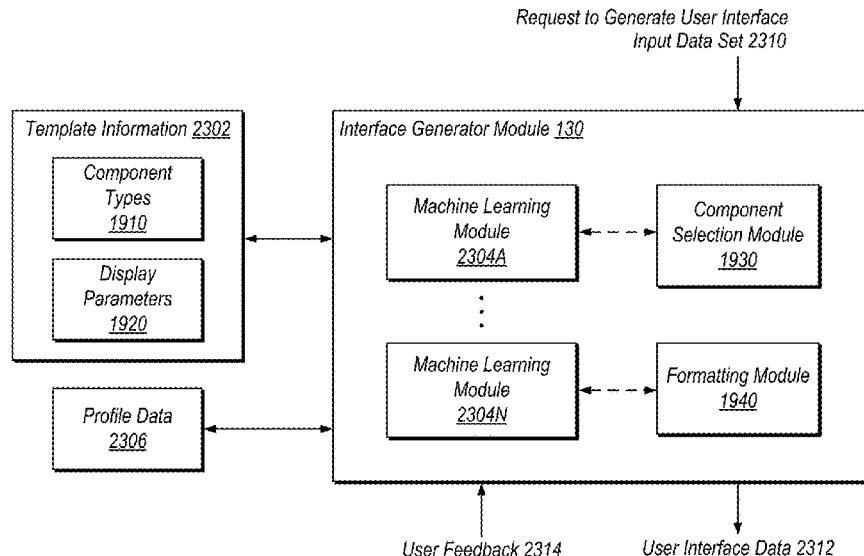 Request to Generate User Interface
Input Data Set 2310
Template Information 2302
Component
Types
1910
Display
Parameters
1920
Profile Data
2306
Interface Generator Module 130
Machine Learning
Module
2304A
Component
Selection Module
1930
Machine Learning
Module
2304N
Formatting Module
1940
User Feedback 2314
User Interface Data 2312